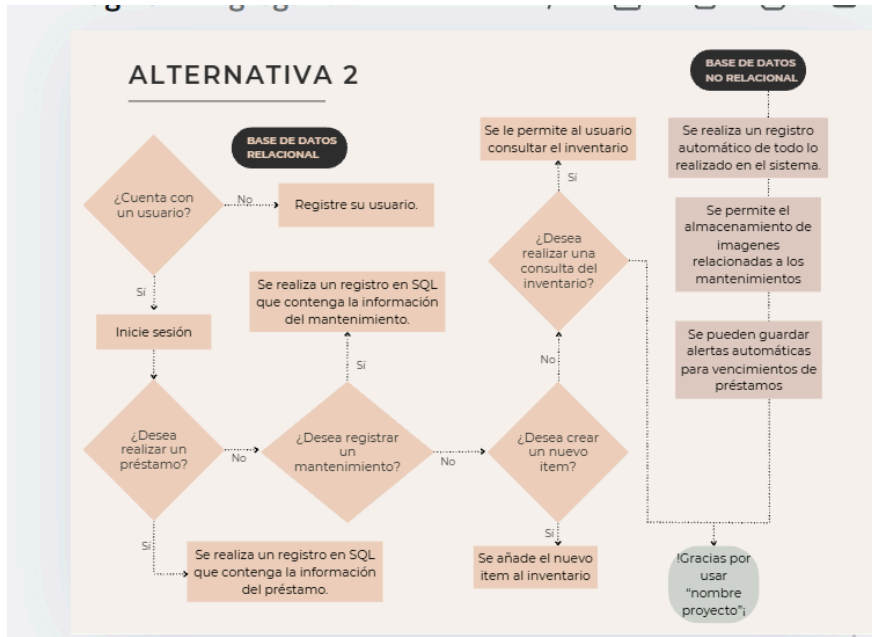 ALTERNATIVA 2
BASE DE DATOS
RELACIONAL
¿Cuenta con
un usuario?
No
Registre su usuario.
Sí
Inicie sesión
¿Desea
realizar un
préstamo?
Sí
Se realiza un registro en SQL
que contenga la información
del préstamo.
No
¿Desea registrar
un
mantenimiento?
Sí
Se realiza un registro en SQL
que contenga la información
del mantenimiento.
No
¿Desea crear
un nuevo
item?
Sí
Se añade el nuevo
item al inventario
No
¿Desea
realizar una
consulta del
inventario?
Sí
Se le permite al usuario
consultar el inventario
BASE DE DATOS
NO RELACIONAL
Se realiza un registro
automático de todo lo
realizado en el sistema.
Se permite el
almacenamiento de
imagenes
relacionadas a los
mantenimientos
Se pueden guardar
alertas automáticas
para vencimientos de
préstamos
!Gracias por
usar
“nombre
proyecto”¡